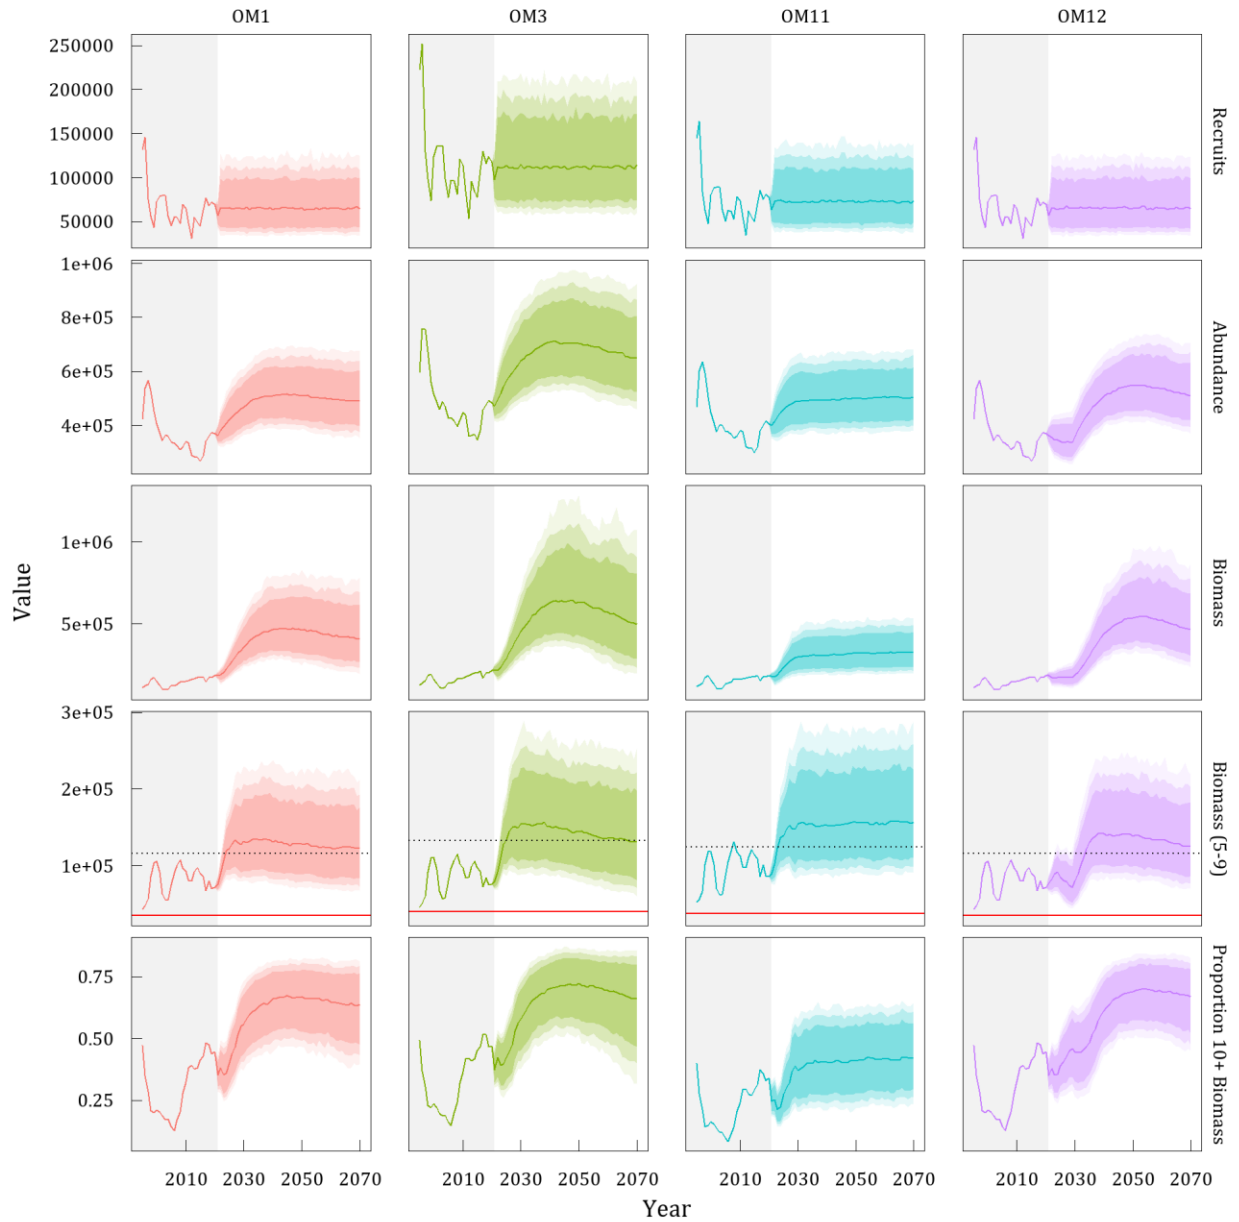 OM1 OM3 OM11 OM12
250000
200000
150000
100000
50000
Recruits
1e+06
8e+05
6e+05
4e+05
Abundance
1e+06
5e+05
Biomass
3e+05
2e+05
1e+05
Biomass (5-9)
0.75
0.50
0.25
Proportion 10+ Biomass
Value
2010 2030 2050 2070 2010 2030 2050 2070 2010 2030 2050 2070 2010 2030 2050 2070
Year